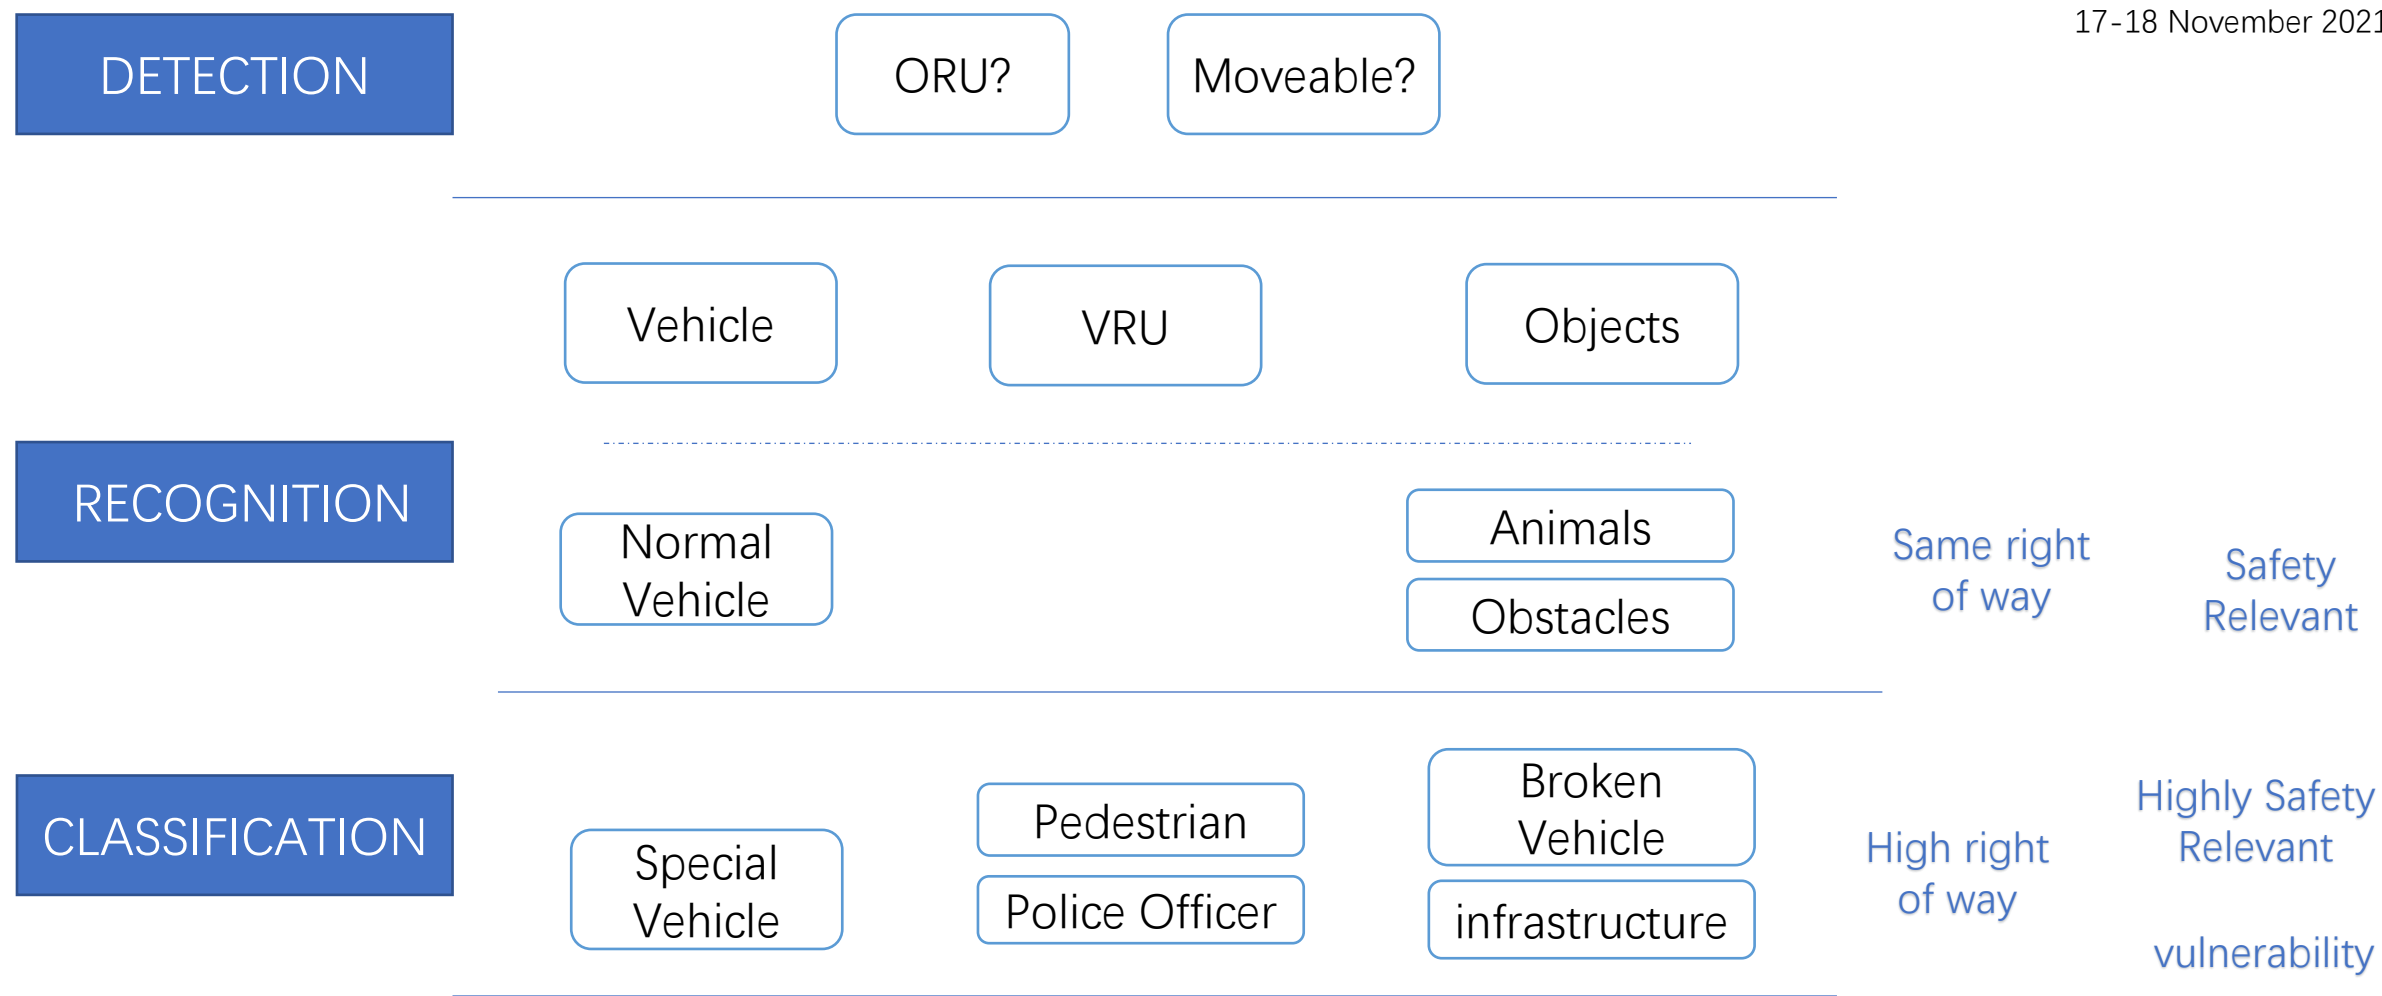 17-18 November 2021
DETECTION
ORU?
Moveable?
Vehicle
VRU
Objects
RECOGNITION
Normal
Vehicle
Animals
Obstacles
Same right
of way
Safety
Relevant
CLASSIFICATION
Special
Vehicle
Pedestrian
Police Officer
Broken
Vehicle
infrastructure
High right
of way
Highly Safety
Relevant
vulnerability